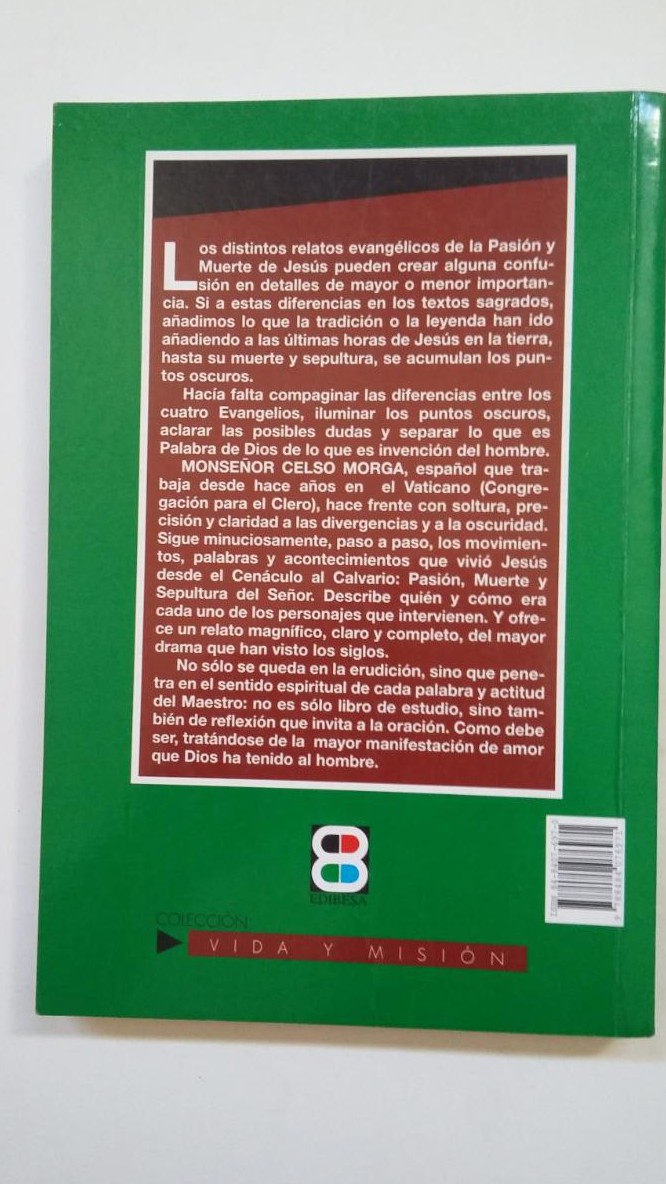 Los distintos relatos evangélicos de la Pasión y
Muerte de Jesús pueden crear alguna confu-
sión en detalles de mayor o menor importan-
cia. Si a estas diferencias en los textos sagrados,
añadimos lo que la tradición o la leyenda han ido
añadiendo a las últimas horas de Jesús en la tierra,
hasta su muerte y sepultura, se acumulan los pun-
tos oscuros.
Hacía falta compaginar las diferencias entre los
cuatro Evangelios, iluminar los puntos oscuros,
aclarar las posibles dudas y separar lo que es
Palabra de Dios de lo que es invención del hombre.
MONSEÑOR CELSO MORGA, español que tra-
baja desde hace años en el Vaticano (Congre-
gación para el Clero), hace frente con soltura, pre-
cisión y claridad a las divergencias y a la oscuridad.
Sigue minuciosamente, paso a paso, los movimien-
tos, palabras y acontecimientos que vivió Jesús
desde el Cenáculo al Calvario: Pasión, Muerte y
Sepultura del Señor. Describe quién y cómo era
cada uno de los personajes que intervienen. Y ofre-
ce un relato magnífico, claro y completo, del mayor
drama que han visto los siglos.
No sólo se queda en la erudición, sino que pene-
tra en el sentido espiritual de cada palabra y actitud
del Maestro: no es sólo libro de estudio, sino tam-
bién de reflexión que invita a la oración. Como debe
ser, tratándose de la mayor manifestación de amor
que Dios ha tenido al hombre.
EDIBESA
COLECCIÓN
VIDA Y MISIÓN